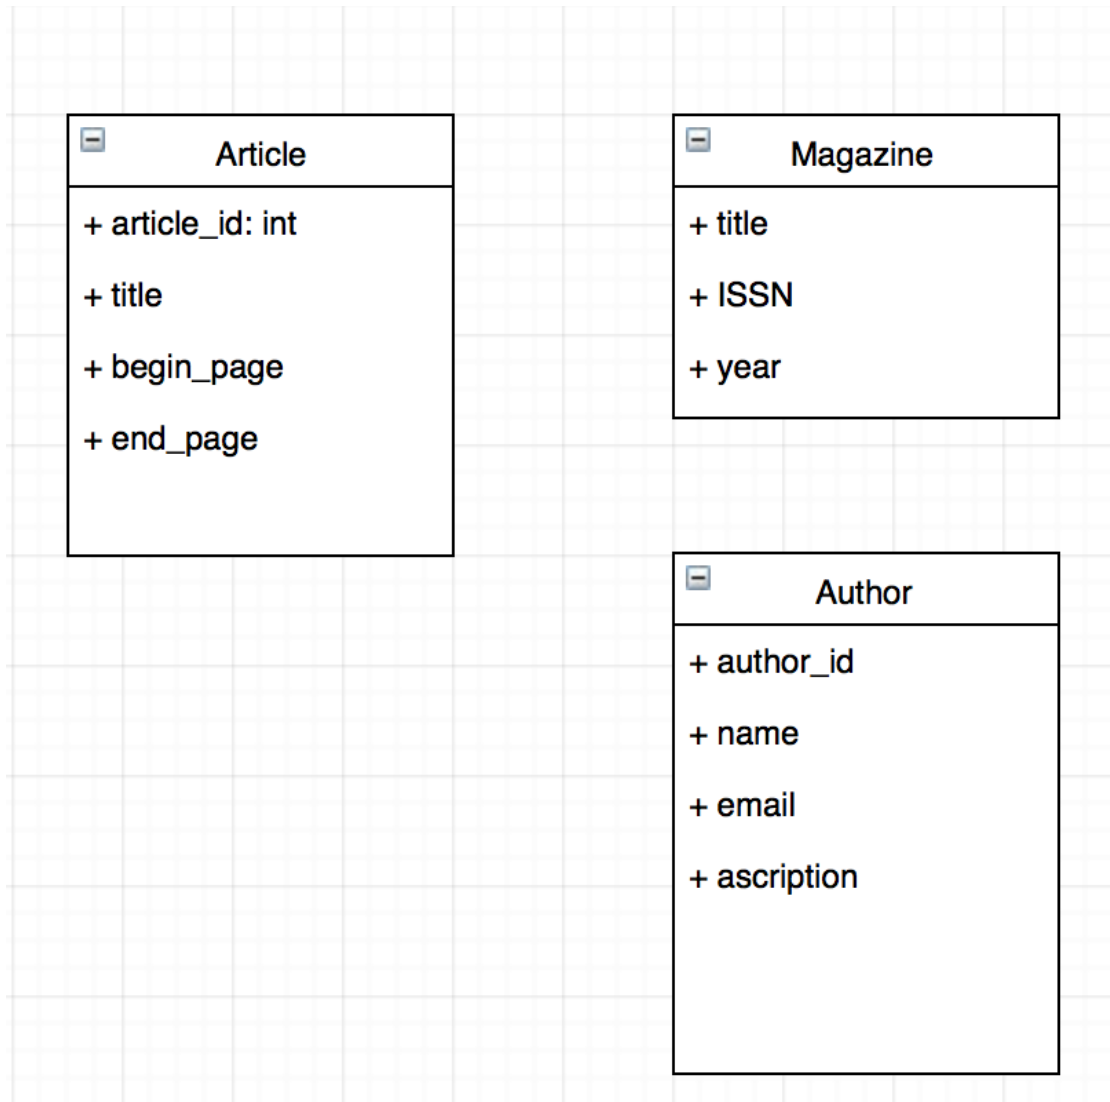 Article
+ article_id: int
+ title
+ begin_page
+ end_page
Magazine
+ title
+ ISSN
+ year
Author
+ author_id
+ name
+ email
+ ascription